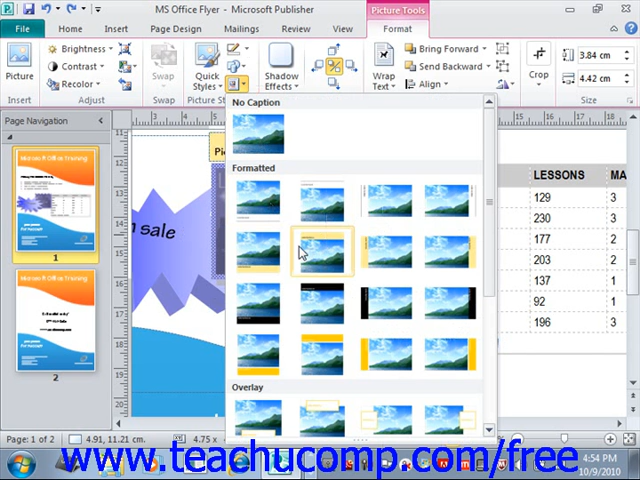 MS Office Flyer - Microsoft Publisher
Picture Tools
File Home Insert Page Design Mailings Review View Format
Picture
Brightness
Contrast
Recolor
Swap
Quick Styles
Shadow Effects
Wrap Text
Bring Forward
Send Backward
Align
Crop
3.84 cm
4.42 cm
Insert Adjust Swap Picture St Size
Page Navigation
Microsoft Office Training
1
2
No Caption
Formatted
Overlay
n sale
LESSONS MA
129 3
230 3
177 2
203 2
137 1
92 1
196 3
Page: 1 of 2
4.91, 11.21 cm.
4.75 x
www.teachucomp.com/free
4:54 PM
10/9/2010